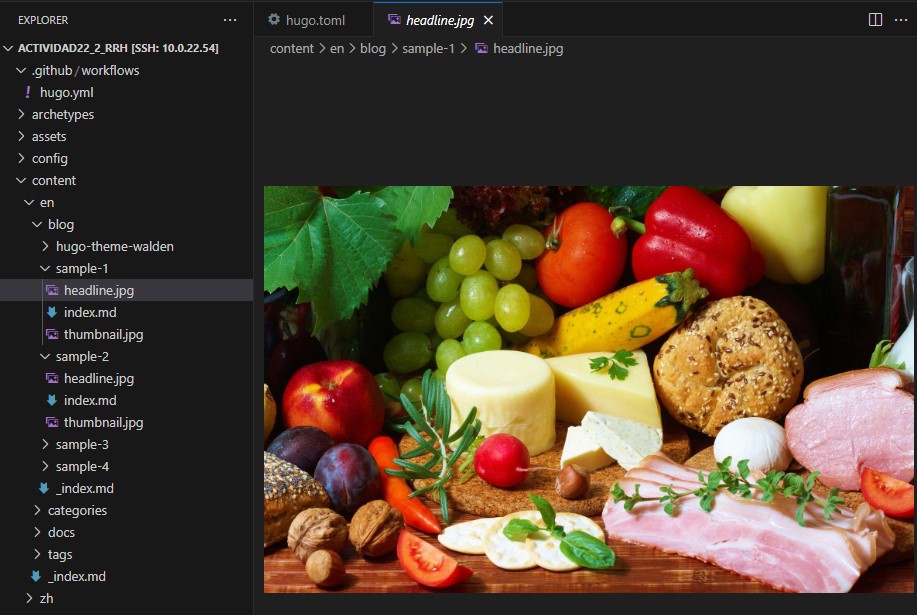 EXPLORER
hugo.toml
headline.jpg
ACTIVIDAD22_2_RRH [SSH: 10.0.22.54]
content > en > blog > sample-1 > headline.jpg
.github / workflows
! hugo.yml
archetypes
assets
config
content
en
blog
hugo-theme-walden
sample-1
headline.jpg
index.md
thumbnail.jpg
sample-2
headline.jpg
index.md
thumbnail.jpg
sample-3
sample-4
_index.md
categories
docs
tags
_index.md
zh